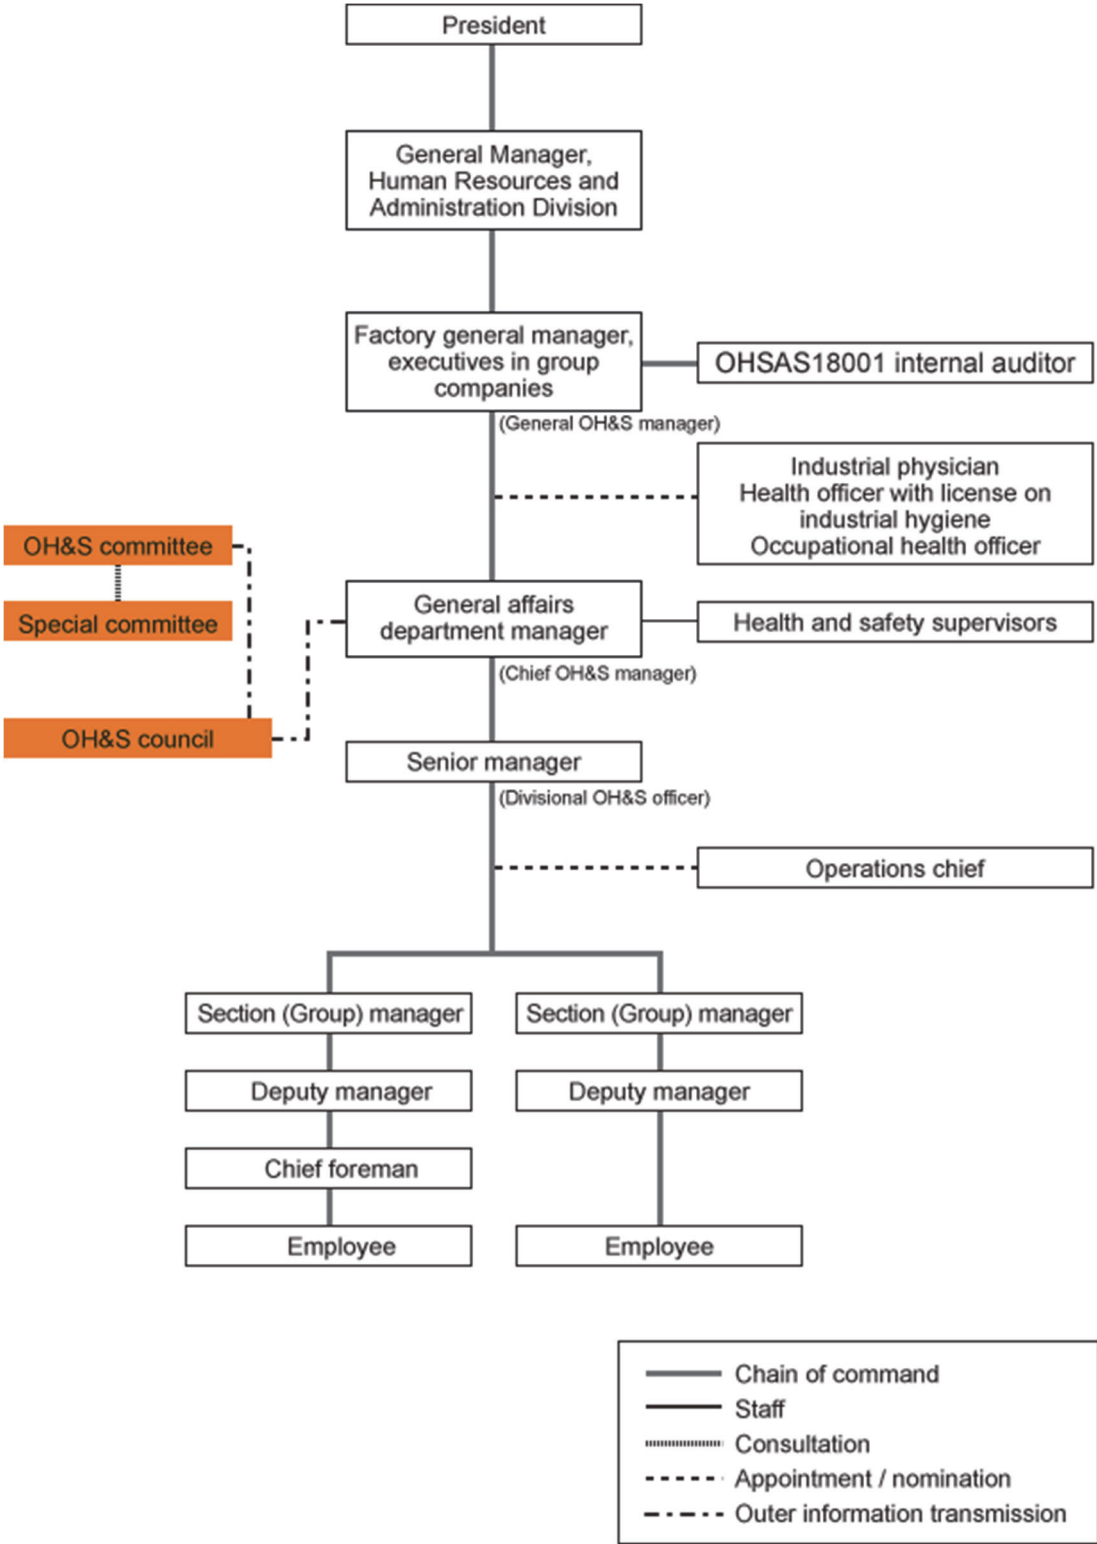 President
General Manager,
Human Resources and
Administration Division
Factory general manager,
executives in group
companies
OHSAS18001 internal auditor
(General OH&S manager)
Industrial physician
Health officer with license on
industrial hygiene
Occupational health officer
OH&S committee
Special committee
General affairs
department manager
Health and safety supervisors
(Chief OH&S manager)
OH&S council
Senior manager
(Divisional OH&S officer)
Operations chief
Section (Group) manager
Section (Group) manager
Deputy manager
Deputy manager
Chief foreman
Employee
Employee
Chain of command
Staff
Consultation
Appointment / nomination
Outer information transmission